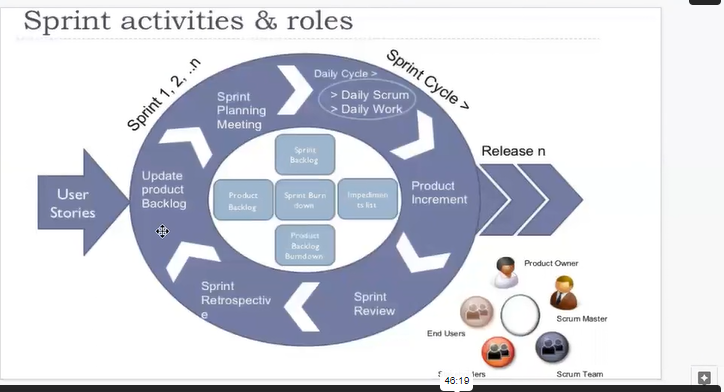 Sprint activities & roles
Sprint 1, 2, ..n
Sprint Cycle >
Daily Cycle >
> Daily Scrum
> Daily Work
Sprint
Planning
Meeting
Release n
Sprint
Backlog
User
Stories
Update
product
Backlog
Product
Backlog
Sprint Burn
down
Impedimen
ts list
Product
Increment
Product
Backlog
Burndown
Sprint
Retrospectiv
e
Sprint
Review
Product Owner
Scrum Master
End Users
Scrum Team
46:19